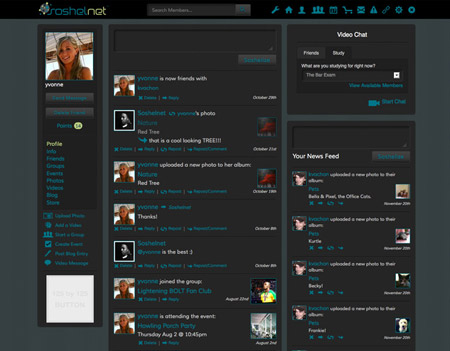 soshelnet
Search Members...
yvonne
Points 14
Profile
Info
Friends
Groups
Events
Photos
Videos
Blog
Store
Upload Photo
Add a Video
Start a Group
Create Event
Post Blog Entry
Video Message
BUTTON
yvonne is now friends with
kvachon
Delete | Reply
October 29th
Soshelnet yvonne's photo
Nature
Red Tree
that is a cool looking TREE!!!
Delete | Reply | Repost | Repost/Comment
October 21st
yvonne uploaded a new photo to her album:
Nature
Red Tree
Delete | Reply | Repost | Repost/Comment
October 16th
yvonne Soshelnet
Thanks!
Delete | Reply | Repost | Repost/Comment
October 8th
Soshelnet
@yvonne is the best :)
Delete | Reply | Repost | Repost/Comment
October 8th
yvonne joined the group:
Lightening BOLT Fan Club
Delete | Reply
August 22nd
yvonne is attending the event:
Howling Porch Party
Thursday Aug 2 @ 10:45pm
Delete | Reply
August 2nd
Video Chat
Friends
Study
What are you studying for right now?
The Bar Exam
View Available Members
Start Chat
Your News Feed
kvachon uploaded a new photo to their album:
Pets
Bella & Pixel, the Office Cats.
November 20th
kvachon uploaded a new photo to their album:
Pets
Kurtie
November 20th
kvachon uploaded a new photo to their album:
Pets
Becky!
November 20th
kvachon uploaded a new photo to their album:
Pets
Frankie!
November 20th